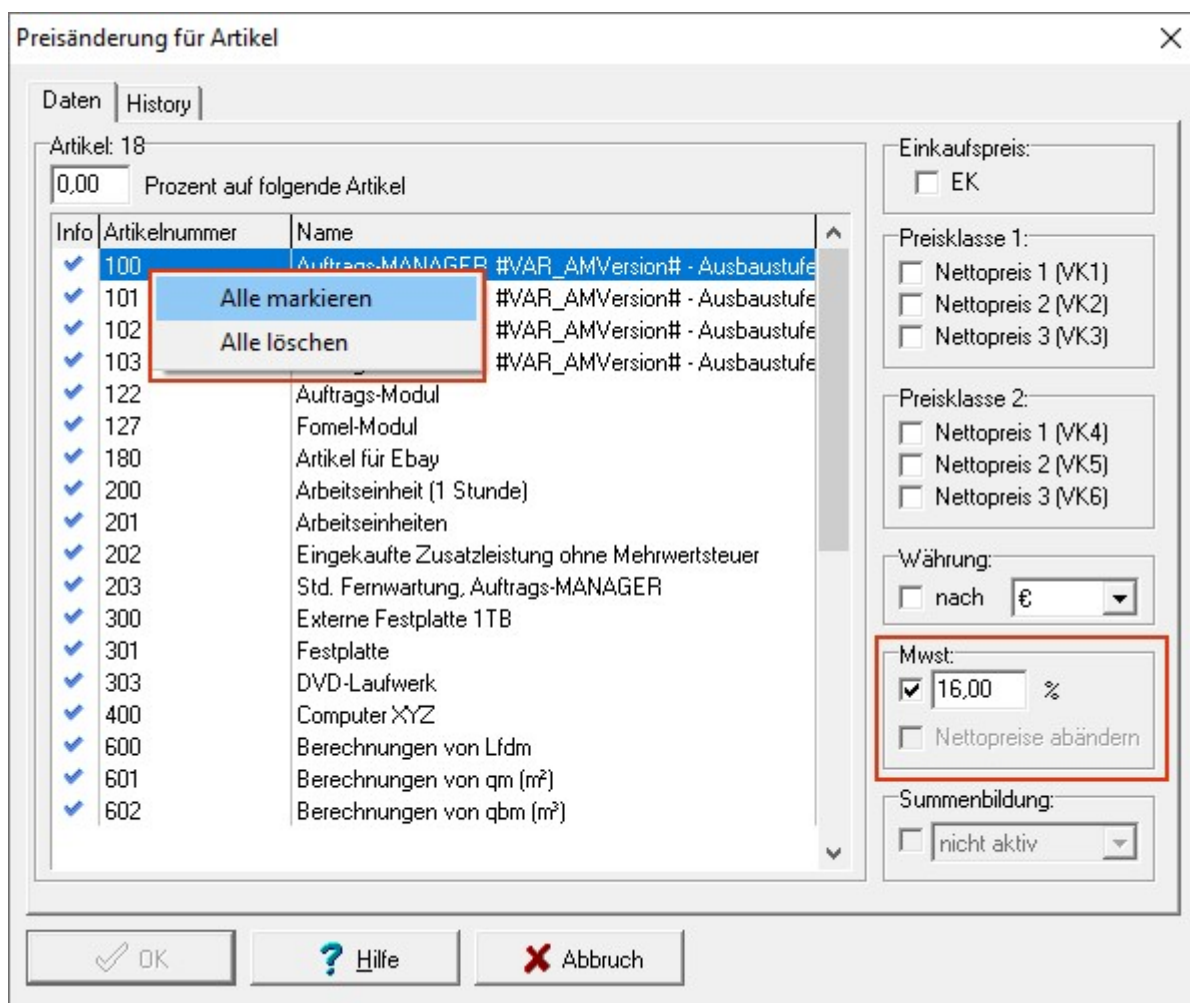 Preisänderung für Artikel
Daten
History
Artikel: 18
0,00 Prozent auf folgende Artikel
Info Artikelnummer Name
100 Auftrags-MANAGER #VAR_AMVersion# - Ausbaustufe
101 #VAR_AMVersion# - Ausbaustufe
102 #VAR_AMVersion# - Ausbaustufe
103 #VAR_AMVersion# - Ausbaustufe
Alle markieren
Alle löschen
122 Auftrags-Modul
127 Fomel-Modul
180 Artikel für Ebay
200 Arbeitseinheit (1 Stunde)
201 Arbeitseinheiten
202 Eingekaufte Zusatzleistung ohne Mehrwertsteuer
203 Std. Fernwartung, Auftrags-MANAGER
300 Externe Festplatte 1TB
301 Festplatte
303 DVD-Laufwerk
400 Computer XYZ
600 Berechnungen von Lfdm
601 Berechnungen von qm (m²)
602 Berechnungen von qbm (m³)
Einkaufspreis:
EK
Preisklasse 1:
Nettopreis 1 (VK1)
Nettopreis 2 (VK2)
Nettopreis 3 (VK3)
Preisklasse 2:
Nettopreis 1 (VK4)
Nettopreis 2 (VK5)
Nettopreis 3 (VK6)
Währung:
nach €
Mwst:
16,00 %
Nettopreise abändern
Summenbildung:
nicht aktiv
OK
Hilfe
Abbruch